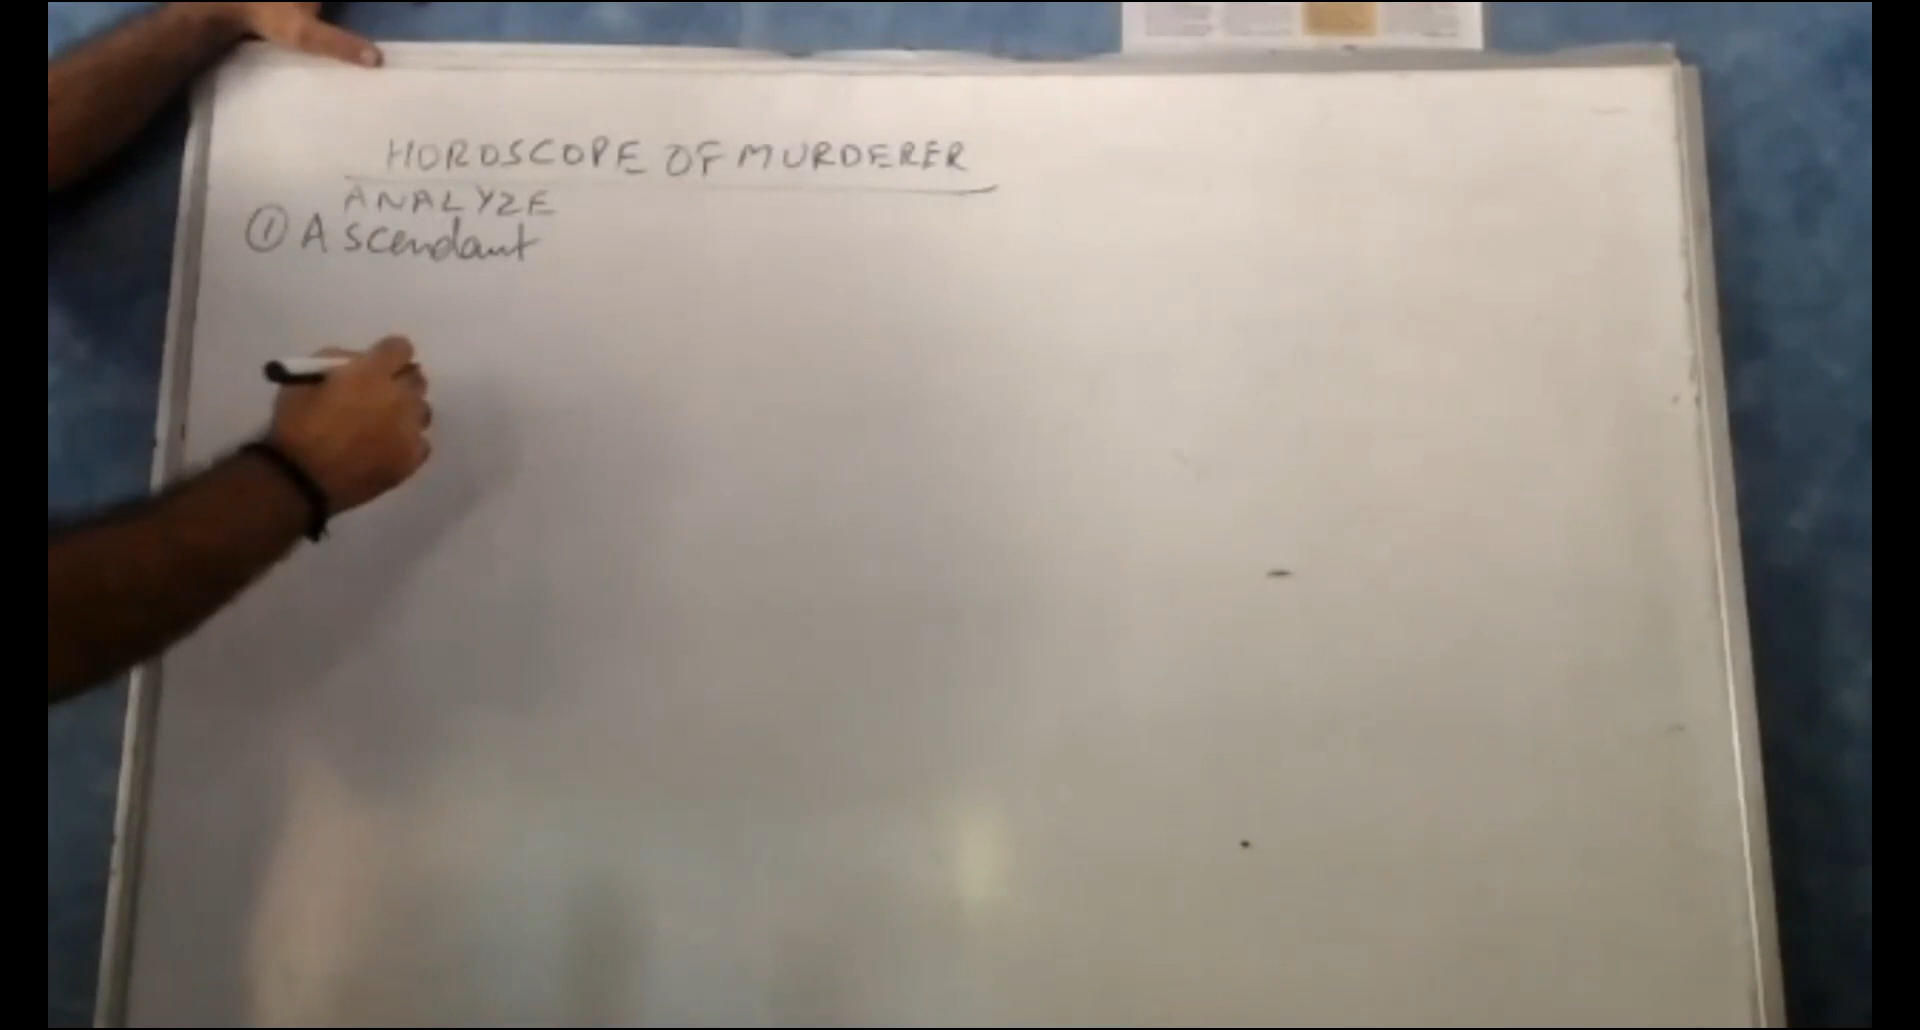 HOROSCOPE OF MURDERER
ANALYZE
① Ascendant